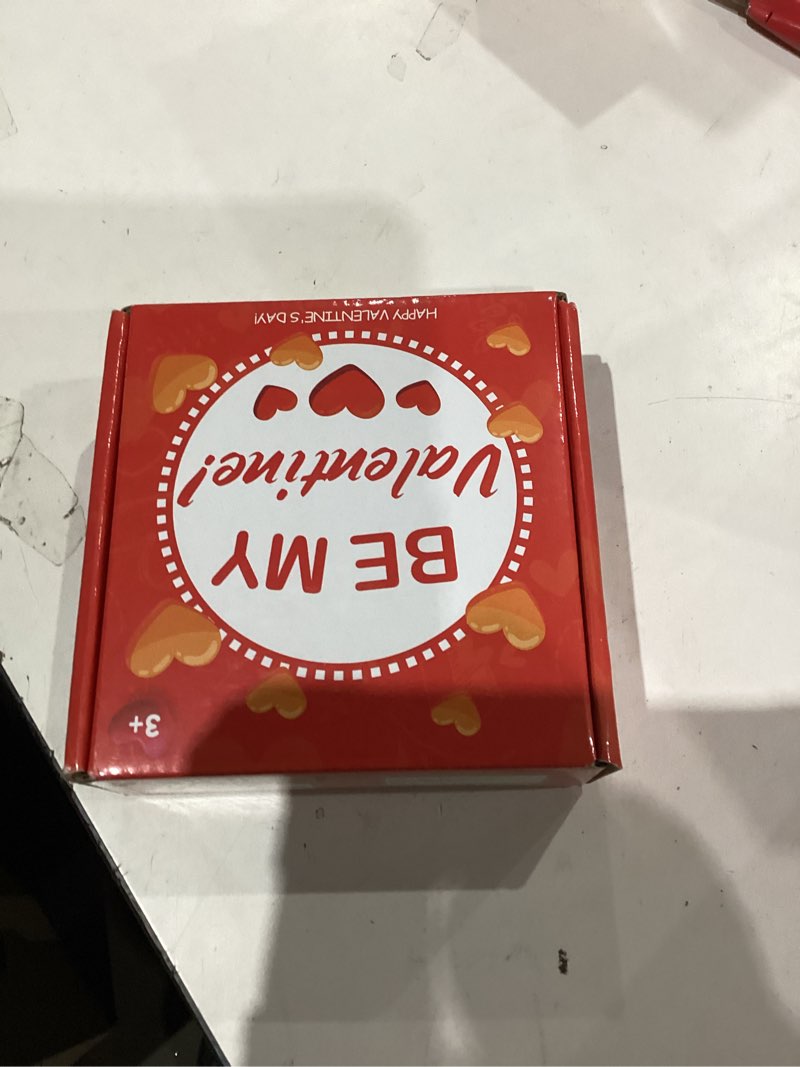 3+
BE MY
Valentine!
HAPPY VALENTINE'S DAY!